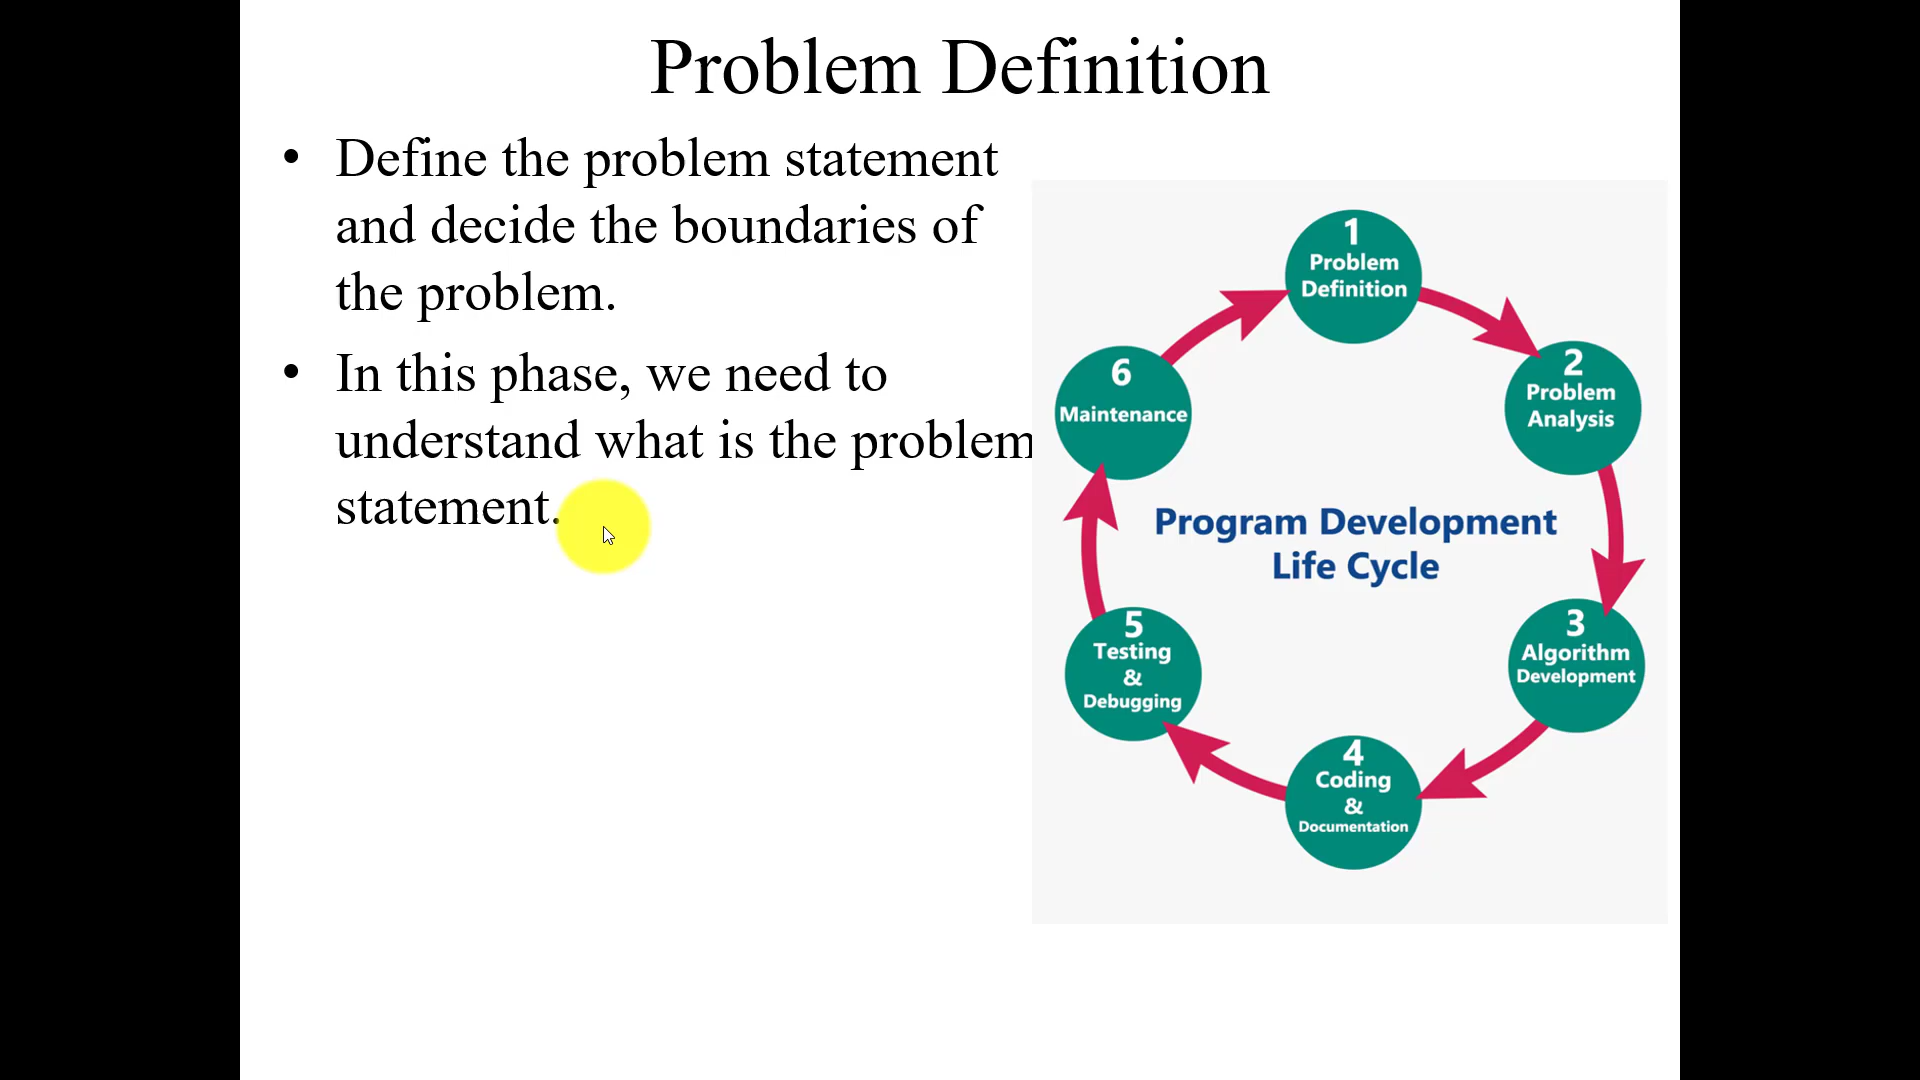 Problem Definition
• Define the problem statement
and decide the boundaries of
the problem.
• In this phase, we need to
understand what is the problem
statement.
1
Problem
Definition
2
Problem
Analysis
3
Algorithm
Development
4
Coding
&
Documentation
5
Testing
&
Debugging
6
Maintenance
Program Development
Life Cycle